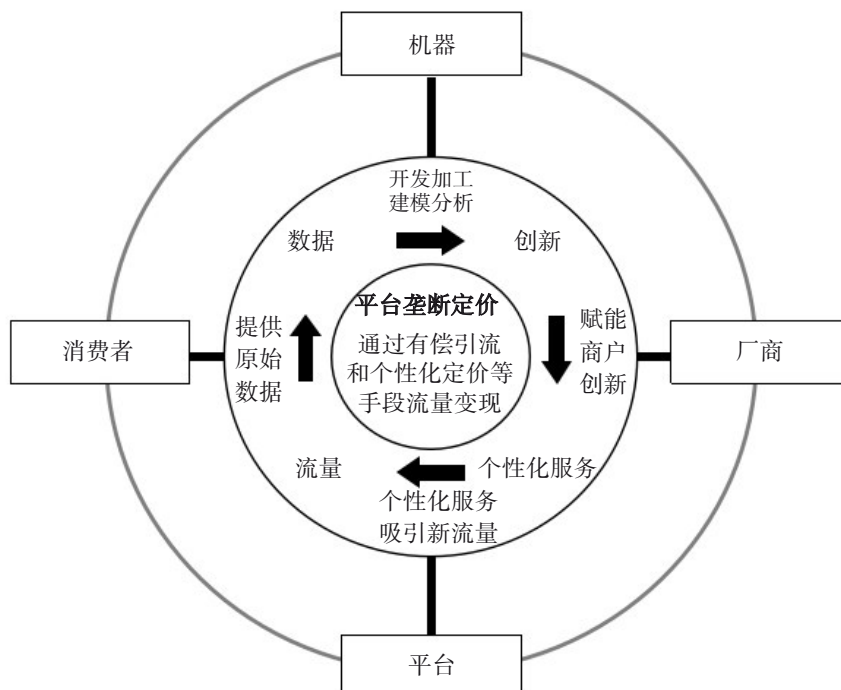 机器
开发加工
建模分析
数据
创新
平台垄断定价
通过有偿引流
和个性化定价等
手段流量变现
消费者
提供
原始
数据
赋能
商户
创新
厂商
流量
个性化服务
个性化服务
吸引新流量
平台